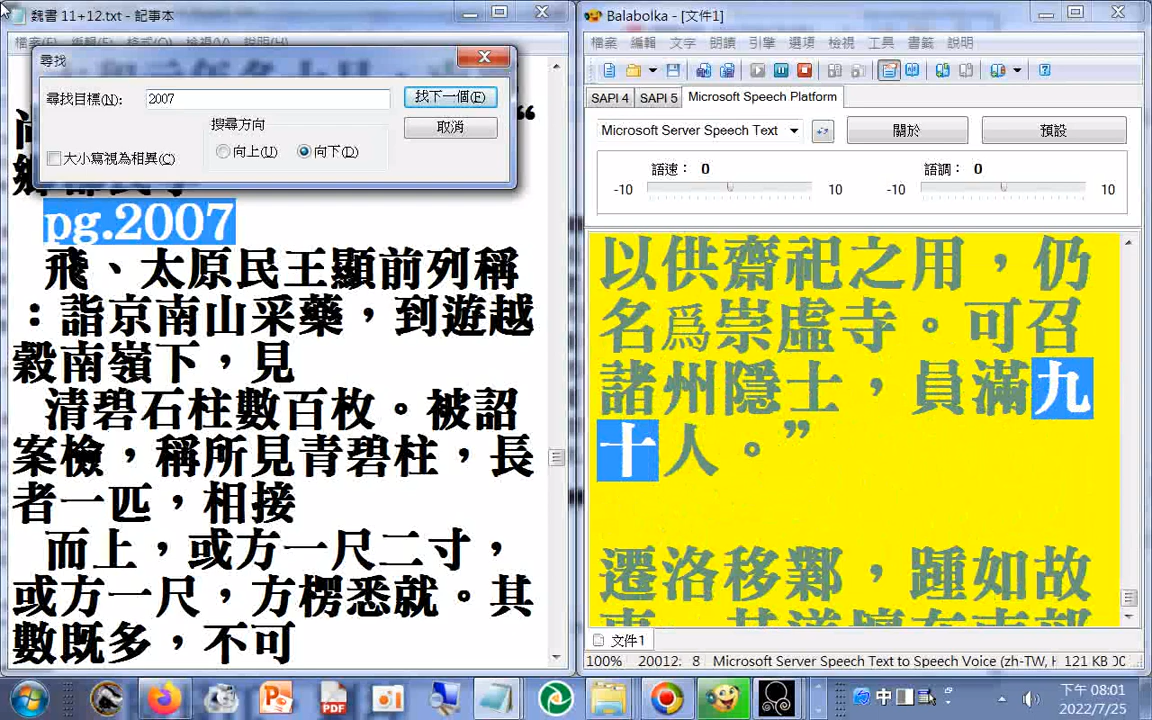 魏書 11+12.txt - 記事本
尋找
尋找目標(N):
2007
找下一個(F)
取消
搜尋方向
大小寫視為相異(C)
向上(U)
向下(D)
pg.2007
飛、太原民王顯前列稱
：詣京南山采藥，到遊越
穀南嶺下，見
清碧石柱數百枚。被詔
案檢，稱所見青碧柱，長
者一匹，相接
而上，或方一尺二寸，
或方一尺，方楞悉就。其
數既多，不可
Balabolka - [文件1]
檔案 編輯 文字 朗讀 引擎 選項 檢視 工具 書籤 說明
SAPI 4 SAPI 5 Microsoft Speech Platform
Microsoft Server Speech Text
關於
預設
語速： 0
-10 10
語調： 0
-10 10
以供齋祀之用，仍
名爲崇虛寺。可召
諸州隱士，員滿九
十人。”
遷洛移鄴，踵如故
文件1
100% 20012: 8 Microsoft Server Speech Text to Speech Voice (zh-TW, H 121 KB
中
下午 08:01
2022/7/25